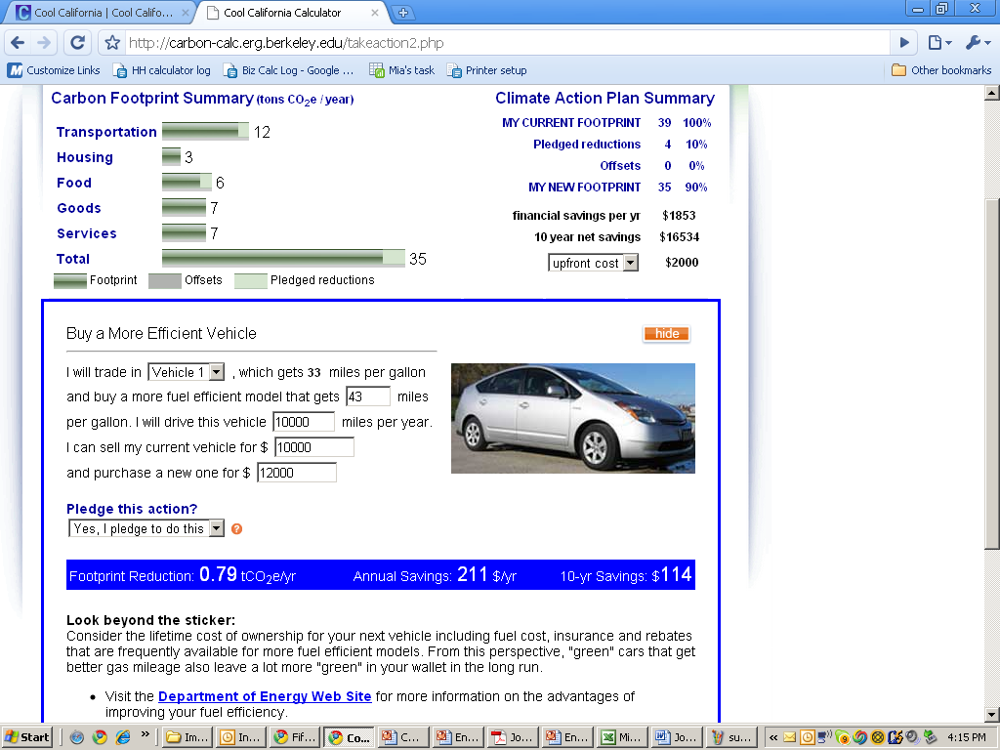 Cool California | Cool Califo...
Cool California Calculator
http://carbon-calc.erg.berkeley.edu/takeaction2.php
Customize Links
HH calculator log
Biz Calc Log - Google ...
Mia's task
Printer setup
Other bookmarks
Carbon Footprint Summary (tons CO2e / year)
Transportation 12
Housing 3
Food 6
Goods 7
Services 7
Total 35
Footprint Offsets Pledged reductions
Climate Action Plan Summary
MY CURRENT FOOTPRINT 39 100%
Pledged reductions 4 10%
Offsets 0 0%
MY NEW FOOTPRINT 35 90%
financial savings per yr $1853
10 year net savings $16534
upfront cost $2000
Buy a More Efficient Vehicle
hide
I will trade in Vehicle 1 , which gets 33 miles per gallon
and buy a more fuel efficient model that gets 43 miles
per gallon. I will drive this vehicle 10000 miles per year.
I can sell my current vehicle for $ 10000
and purchase a new one for $ 12000
Pledge this action?
Yes, I pledge to do this ?
Footprint Reduction: 0.79 tCO2e/yr Annual Savings: 211 $/yr 10-yr Savings: $114
Look beyond the sticker:
Consider the lifetime cost of ownership for your next vehicle including fuel cost, insurance and rebates
that are frequently available for more fuel efficient models. From this perspective, "green" cars that get
better gas mileage also leave a lot more "green" in your wallet in the long run.
• Visit the Department of Energy Web Site for more information on the advantages of
improving your fuel efficiency.
Start » Im... In... Fif... Co... C... En... Jo... En... Mi... Jo... su... « 4:15 PM